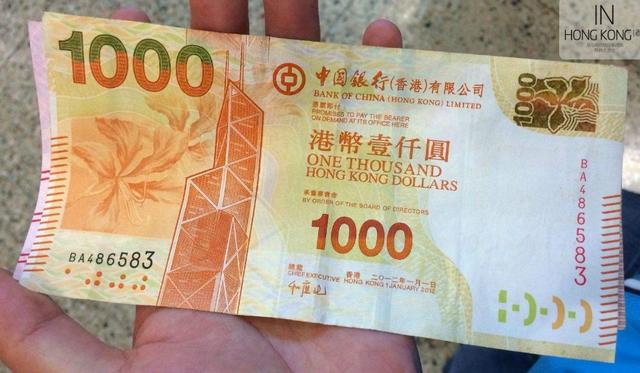 IN
HONG KONG
1000
中國銀行(香港)有限公司
BANK OF CHINA (HONG KONG) LIMITED
憑票即付
PROMISES TO PAY THE BEARER
ON DEMAND AT ITS OFFICE HERE
1000
港幣壹仟圓
ONE THOUSAND
HONG KONG DOLLARS
承董事會命
BY ORDER OF THE BOARD OF DIRECTORS
1000
總裁 香港 二〇一二年一月一日
CHIEF EXECUTIVE HONG KONG 1 JANUARY 2012
BA486583
BA486583